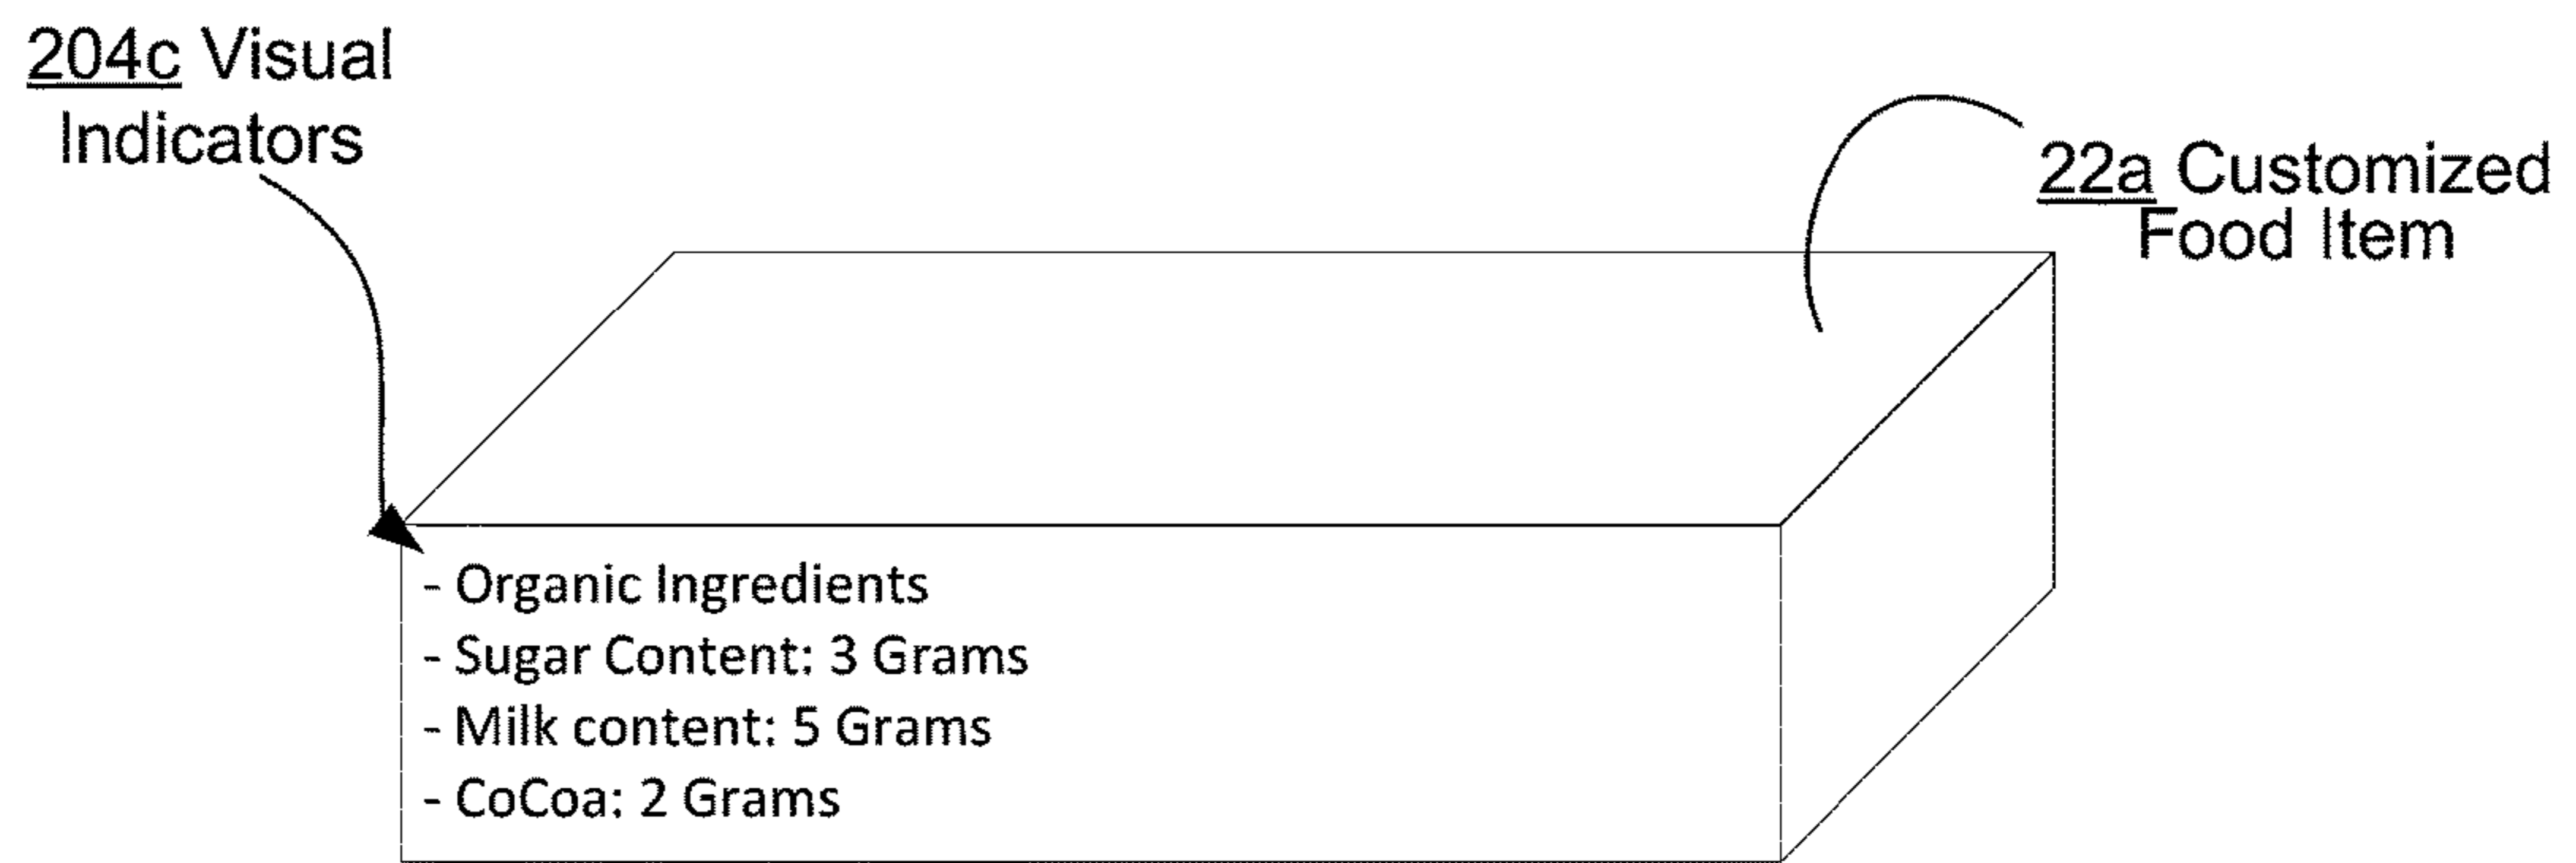 204c Visual
Indicators
22a Customized
Food Item
- Organic Ingredients
- Sugar Content: 3 Grams
- Milk content: 5 Grams
- CoCoa: 2 Grams